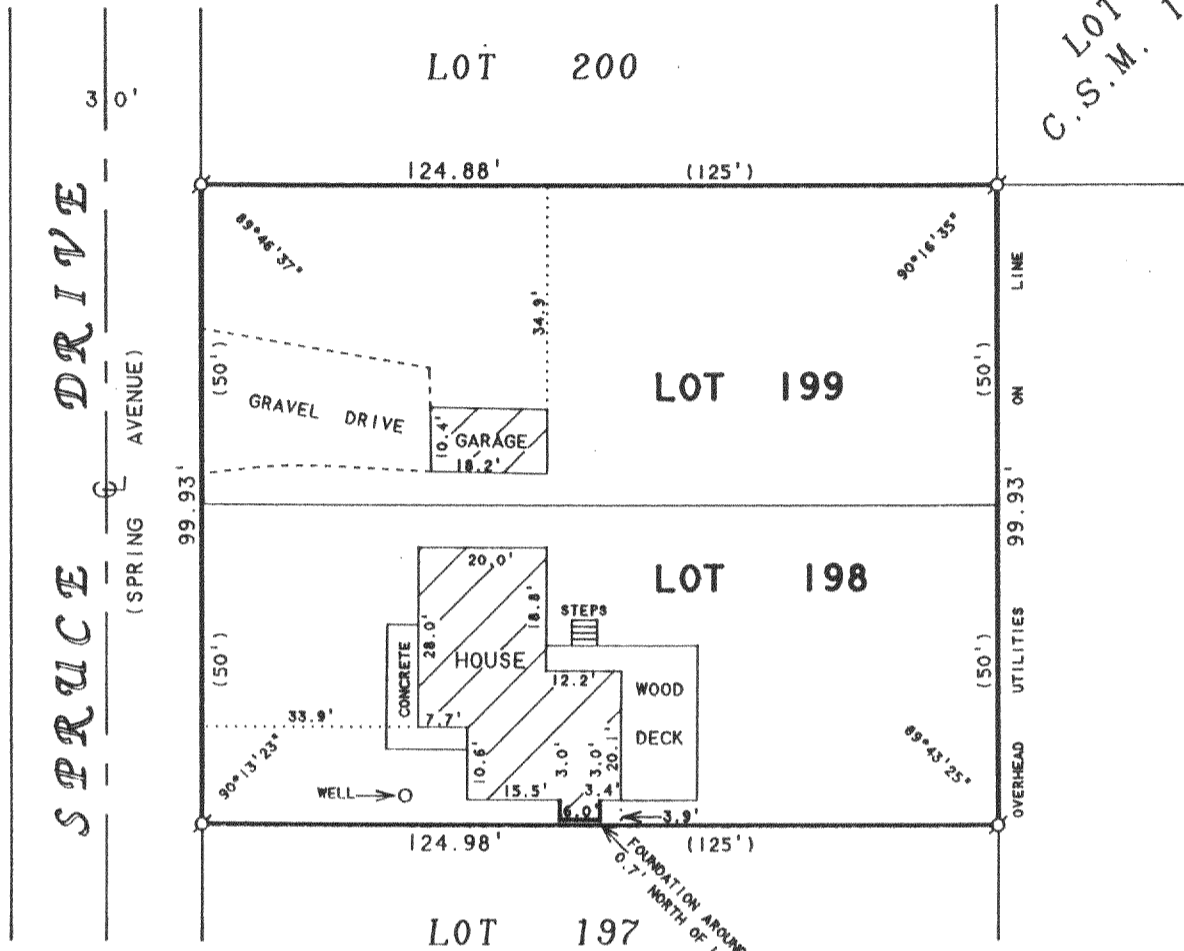 LOT 200
LOT
C.S.M. 1
30'
124.88' (125')
89°46'37"
90°16'35"
SPRUCE DRIVE
(SPRING AVENUE)
℄
34.9'
(50')
(50')
LOT 199
GRAVEL DRIVE
10.4'
GARAGE
18.2'
99.93'
99.93'
OVERHEAD UTILITIES ON LINE
LOT 198
20.0'
18.8'
28.0'
STEPS
HOUSE
CONCRETE
12.2'
WOOD
DECK
(50')
(50')
33.9'
7.7'
10.6'
3.0'
3.0'
20.1'
90°13'23"
89°43'25"
WELL
15.5'
3.4'
6.0'
3.9'
124.98' (125')
FOUNDATION AROUN
0.7' NORTH OF
LOT 197